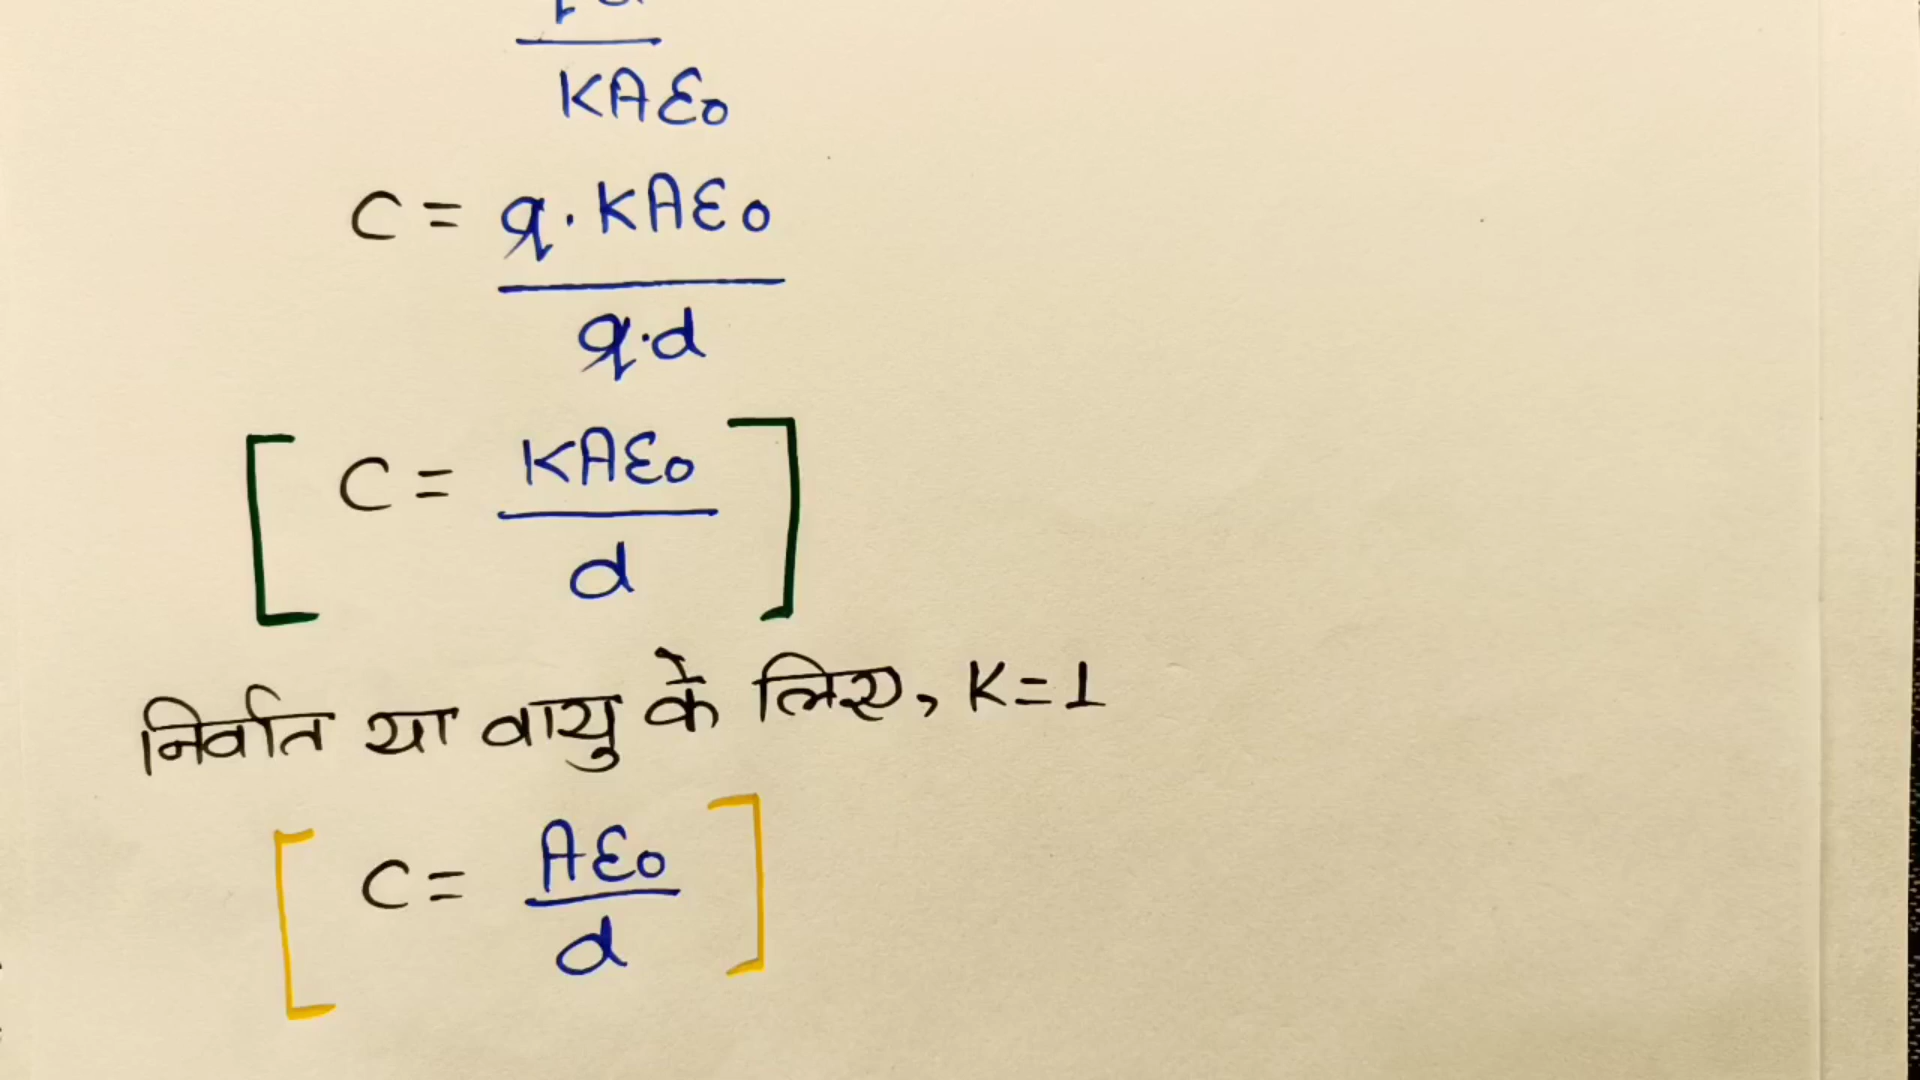 KAε₀
C = q·KAε₀
q·d
C = KAε₀
d
निर्वात या वायु के लिए, K=1
C = Aε₀
d